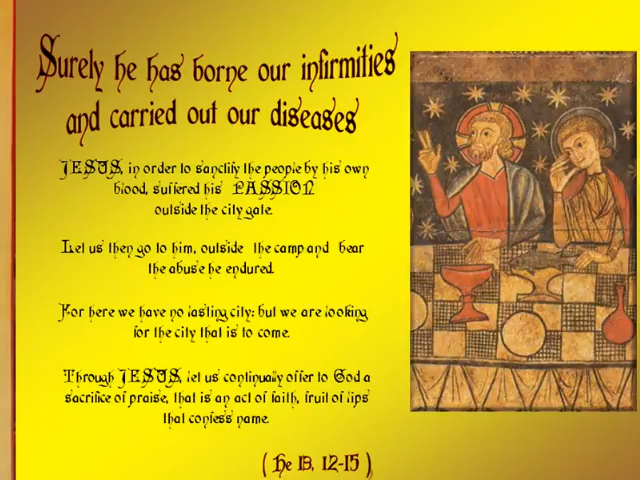 Surely he has borne our infirmities
and carried out our diseases
JESUS, in order to sanctify the people by his own
blood, suffered his PASSION
outside the city gate.
Let us then go to him, outside the camp and bear
the abuse he endured.
For here we have no lasting city; but we are looking
for the city that is to come.
Through JESUS, let us continually offer to God a
sacrifice of praise, that is an act of faith, fruit of lips
that confess name.
( He 13, 12-15 )